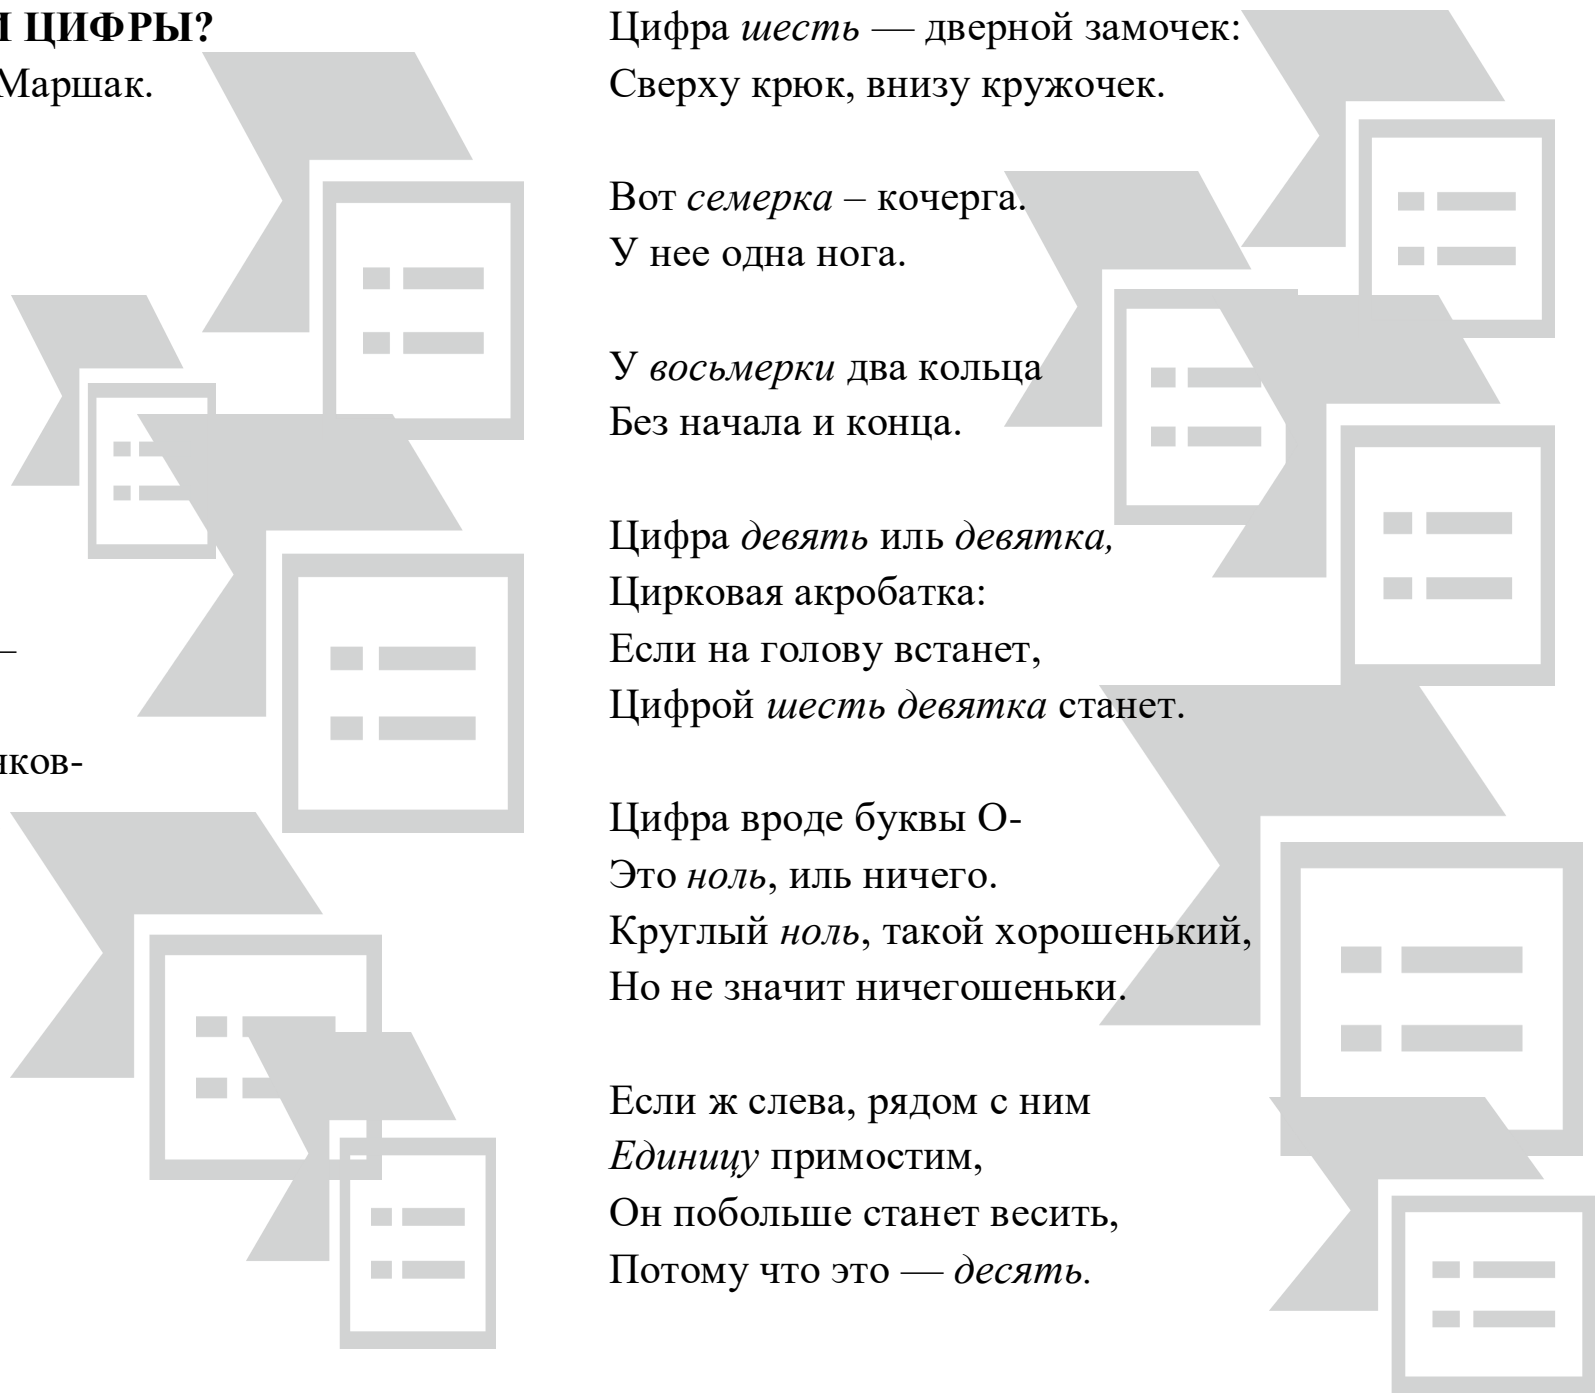 ЦИФРЫ?
Маршак.
–
Цифра шесть — дверной замочек:
Сверху крюк, внизу кружочек.
Вот семерка – кочерга.
У нее одна нога.
У восьмерки два кольца
Без начала и конца.
Цифра девять иль девятка,
Цирковая акробатка:
Если на голову встанет,
Цифрой шесть девятка станет.
Цифра вроде буквы О-
Это ноль, иль ничего.
Круглый ноль, такой хорошенький,
Но не значит ничегошеньки.
Если ж слева, рядом с ним
Единицу примостим,
Он побольше станет весить,
Потому что это — десять.